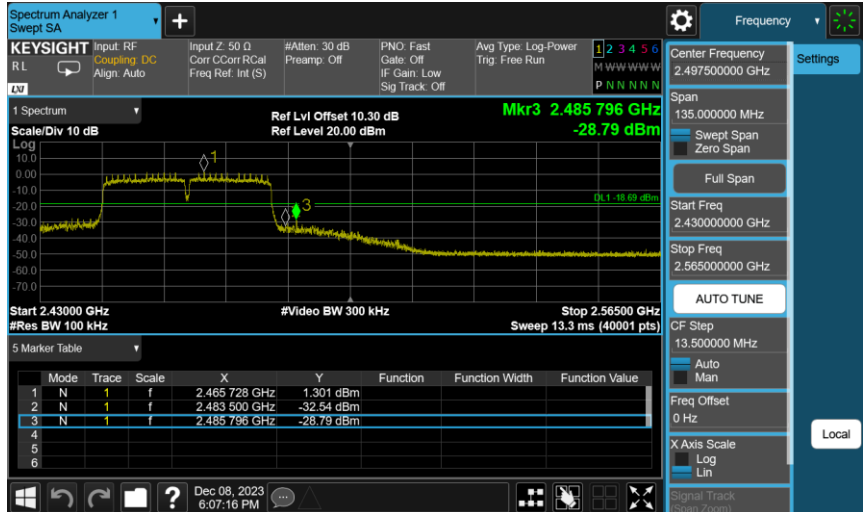 Spectrum Analyzer 1
Swept SA
Frequency
KEYSIGHT
R L
LXI
Input: RF
Coupling: DC
Align: Auto
Input Z: 50 Ω
Corr CCorr RCal
Freq Ref: Int (S)
#Atten: 30 dB
Preamp: Off
PNO: Fast
Gate: Off
IF Gain: Low
Sig Track: Off
Avg Type: Log-Power
Trig: Free Run
1 2 3 4 5 6
M W W W W W
P N N N N N
Center Frequency
2.497500000 GHz
Settings
1 Spectrum
Scale/Div 10 dB
Ref Lvl Offset 10.30 dB
Ref Level 20.00 dBm
Mkr3 2.485 796 GHz
-28.79 dBm
Span
135.000000 MHz
Swept Span
Zero Span
Full Span
Log
10.0
0.00
-10.0
-20.0
-30.0
-40.0
-50.0
-60.0
-70.0
1
3
DL1 -18.69 dBm
Start Freq
2.430000000 GHz
Stop Freq
2.565000000 GHz
AUTO TUNE
Start 2.43000 GHz
#Res BW 100 kHz
#Video BW 300 kHz
Stop 2.56500 GHz
Sweep 13.3 ms (40001 pts)
CF Step
13.500000 MHz
Auto
Man
5 Marker Table
Mode Trace Scale X Y Function Function Width Function Value
1 N 1 f 2.465 728 GHz 1.301 dBm
2 N 1 f 2.483 500 GHz -32.54 dBm
3 N 1 f 2.485 796 GHz -28.79 dBm
4
5
6
Freq Offset
0 Hz
Local
X Axis Scale
Log
Lin
Signal Track
(Span Zoom)
?
Dec 08, 2023
6:07:16 PM